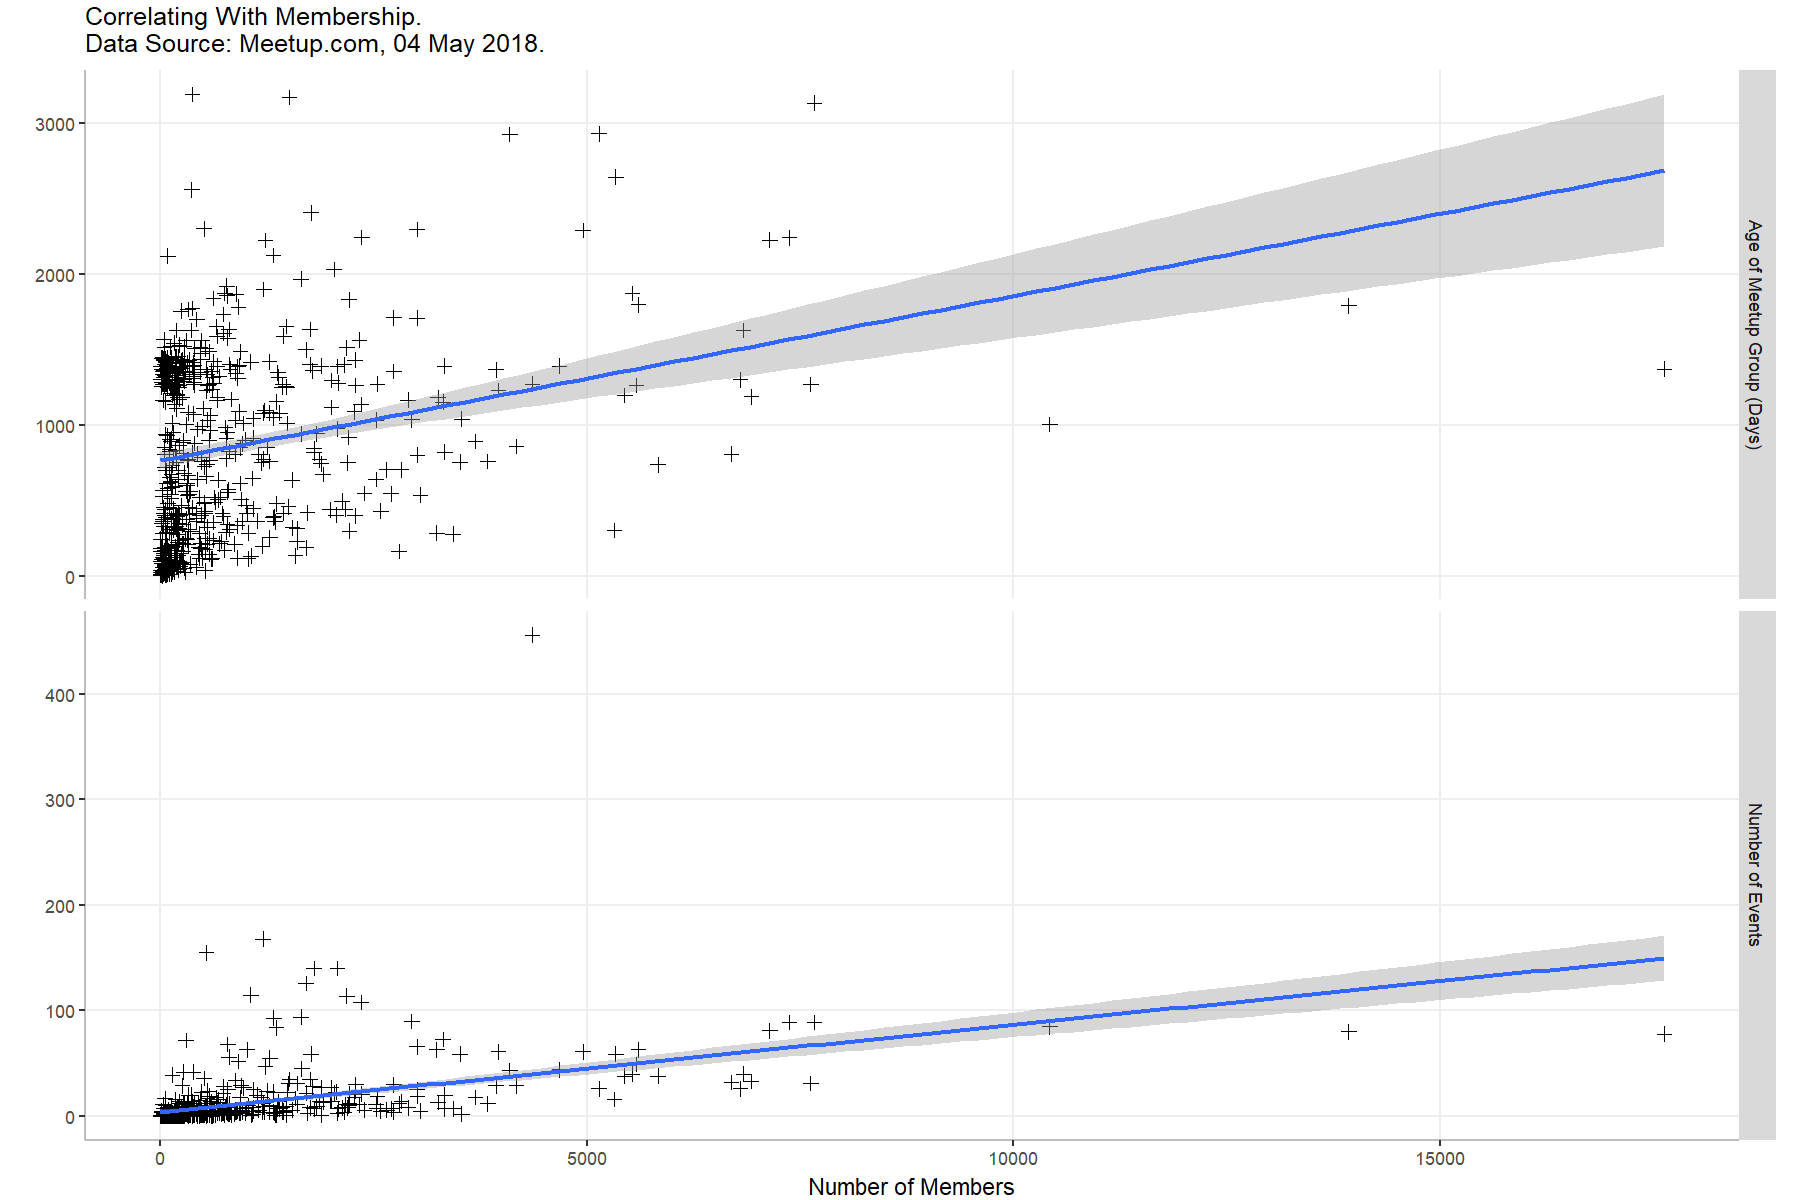 Correlating With Membership.
Data Source: Meetup.com, 04 May 2018.
3000
2000
1000
0
Age of Meetup Group (Days)
400
300
200
100
0
Number of Events
0
5000
10000
15000
Number of Members